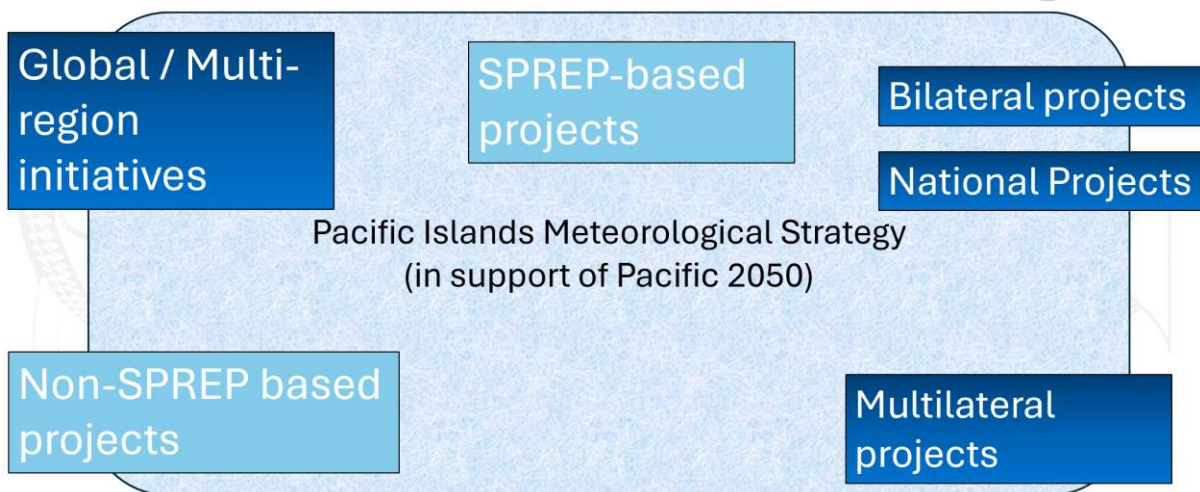 Global / Multi-
region
initiatives
SPREP-based
projects
Bilateral projects
National Projects
Pacific Islands Meteorological Strategy
(in support of Pacific 2050)
Non-SPREP based
projects
Multilateral
projects